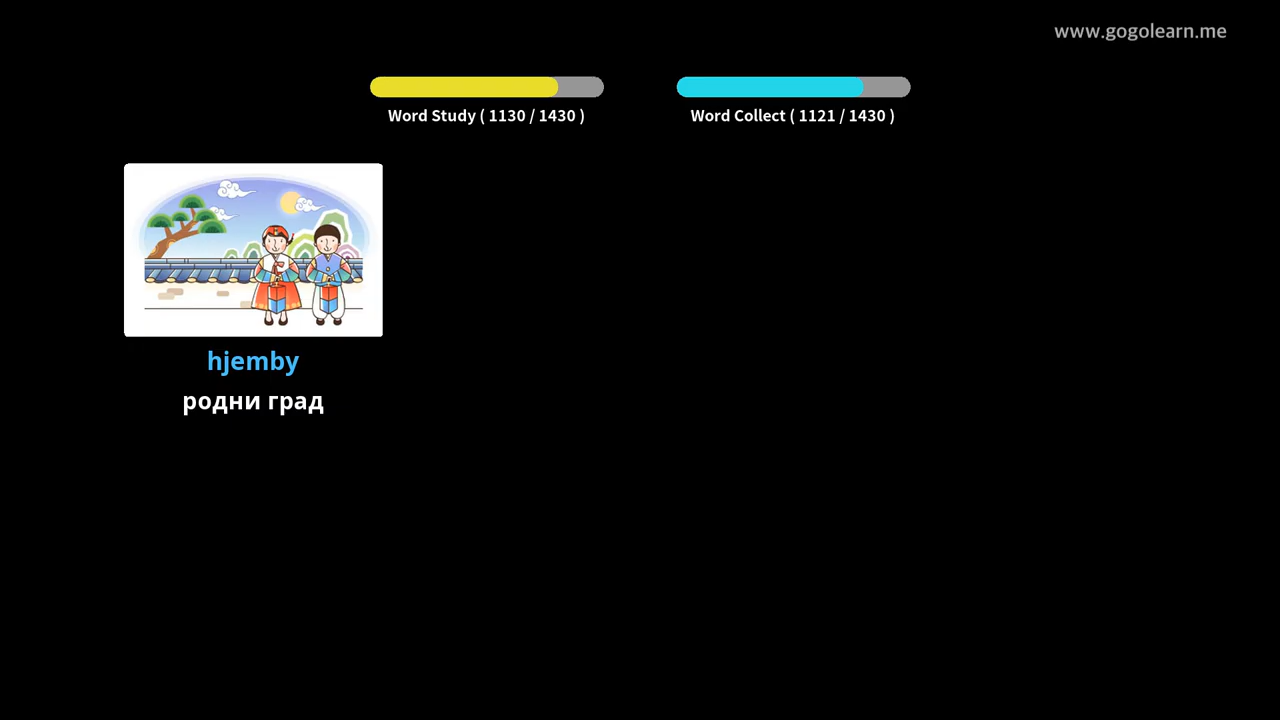 www.gogolearn.me
Word Study ( 1130 / 1430 )
Word Collect ( 1121 / 1430 )
hjemby
родни град